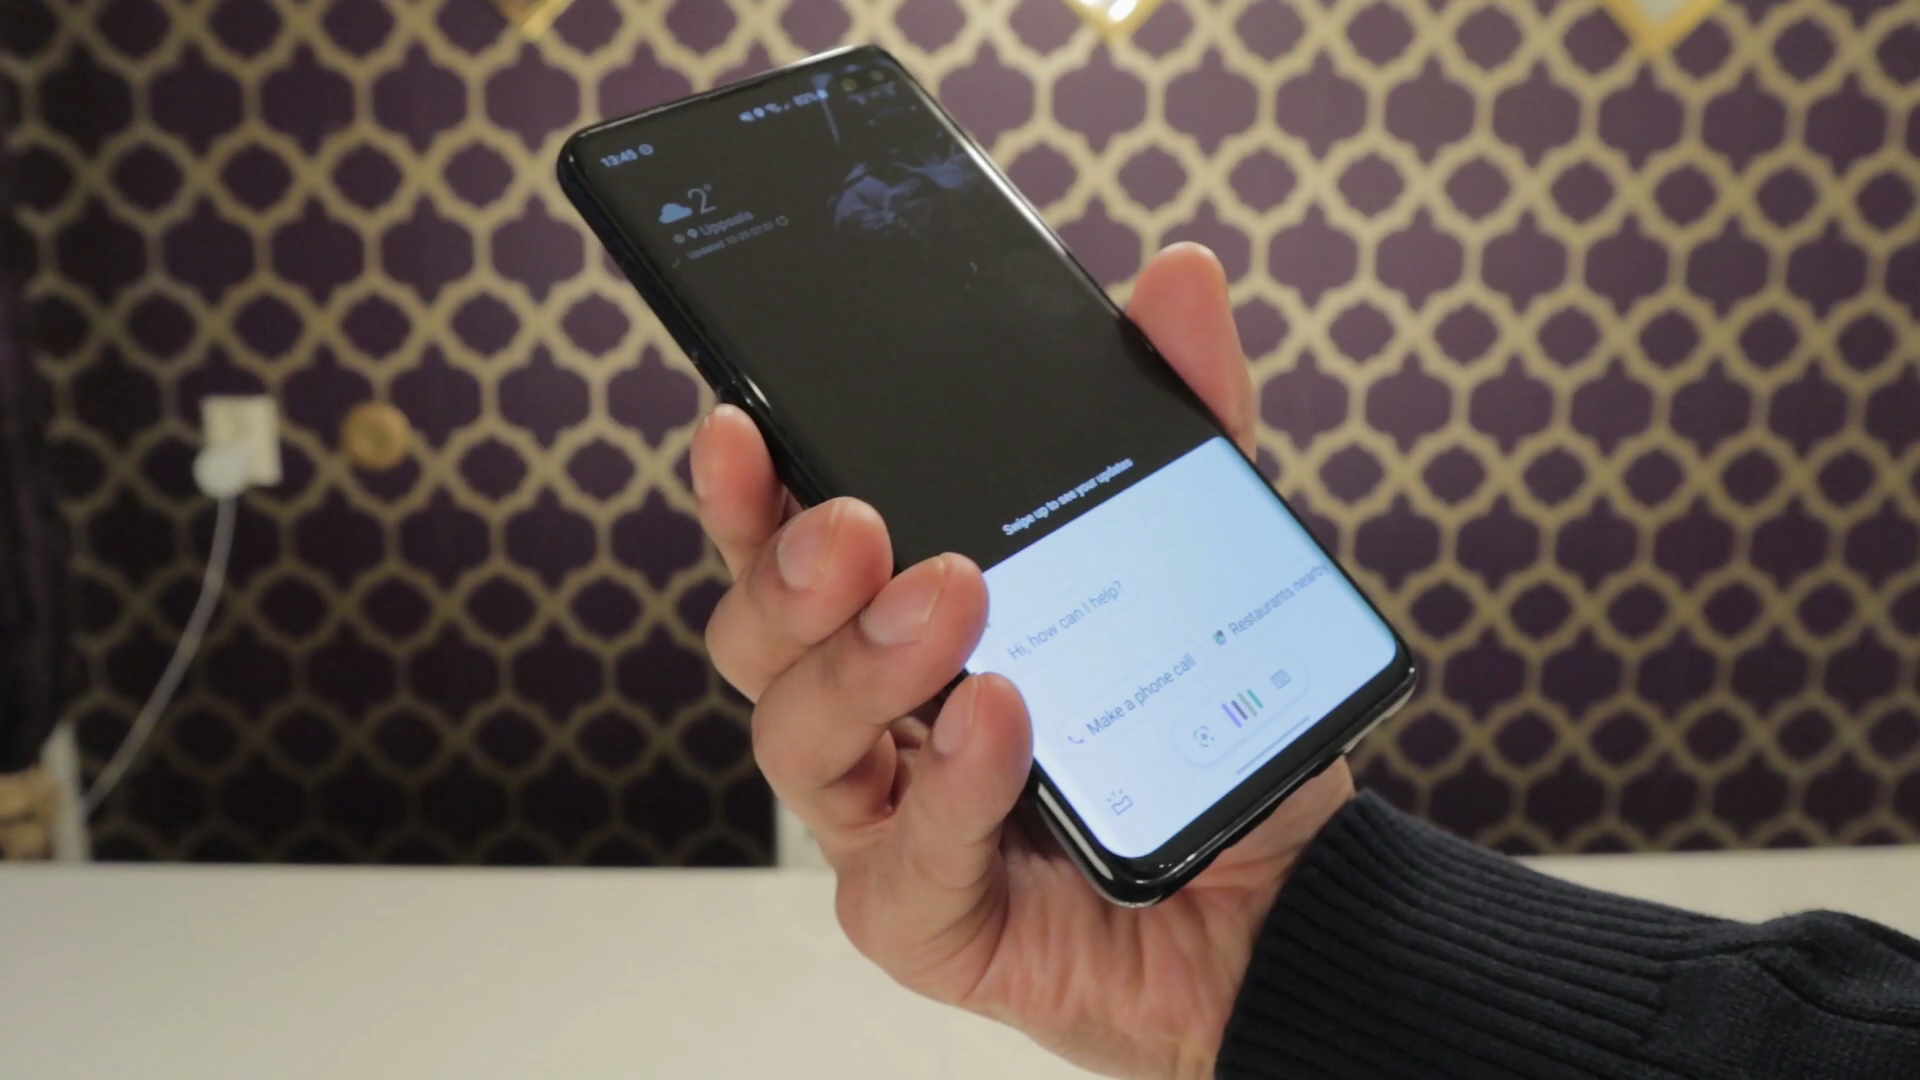 13:45
82%
2°
Uppsala
Swipe up to see your updates
Hi, how can I help?
Make a phone call
Restaurants nearby